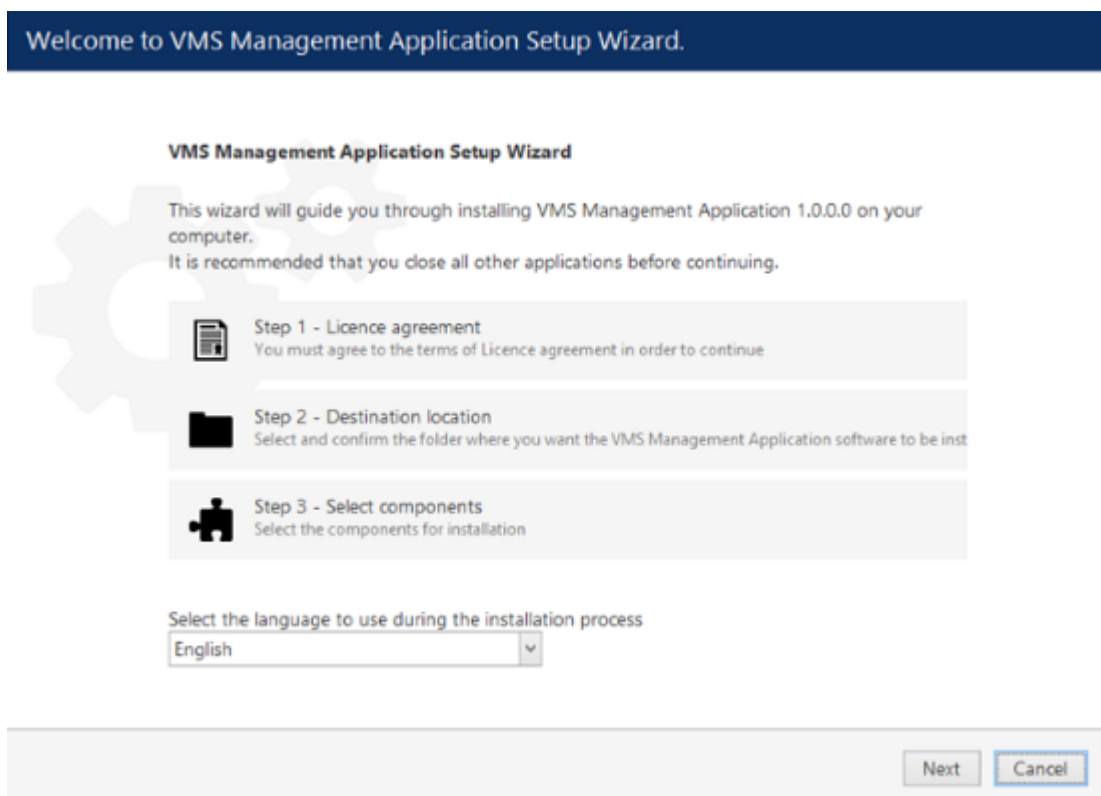 Welcome to VMS Management Application Setup Wizard.
VMS Management Application Setup Wizard
This wizard will guide you through installing VMS Management Application 1.0.0.0 on your
computer.
It is recommended that you close all other applications before continuing.
Step 1 - Licence agreement
You must agree to the terms of Licence agreement in order to continue
Step 2 - Destination location
Select and confirm the folder where you want the VMS Management Application software to be inst
Step 3 - Select components
Select the components for installation
Select the language to use during the installation process
English
Next Cancel